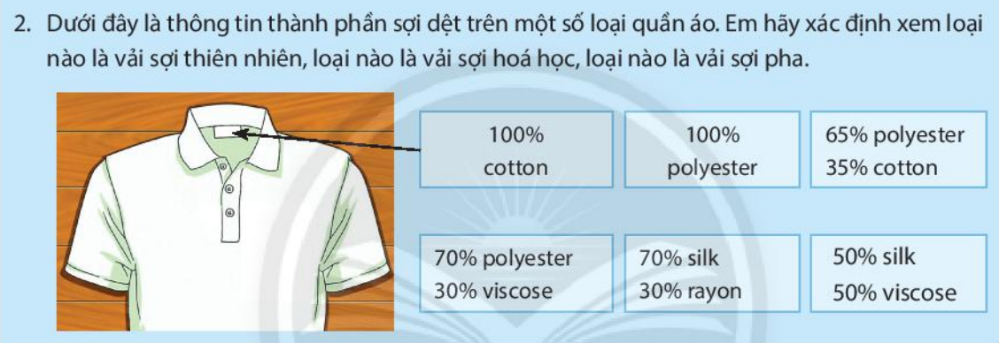 2. Dưới đây là thông tin thành phần sợi dệt trên một số loại quần áo. Em hãy xác định xem loại
nào là vải sợi thiên nhiên, loại nào là vải sợi hoá học, loại nào là vải sợi pha.
100%
cotton
100%
polyester
65% polyester
35% cotton
70% polyester
30% viscose
70% silk
30% rayon
50% silk
50% viscose